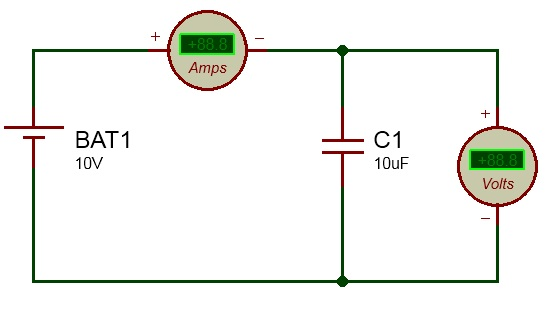 + −
+88.8
Amps
BAT1
10V
C1
10uF
+
+88.8
Volts
−